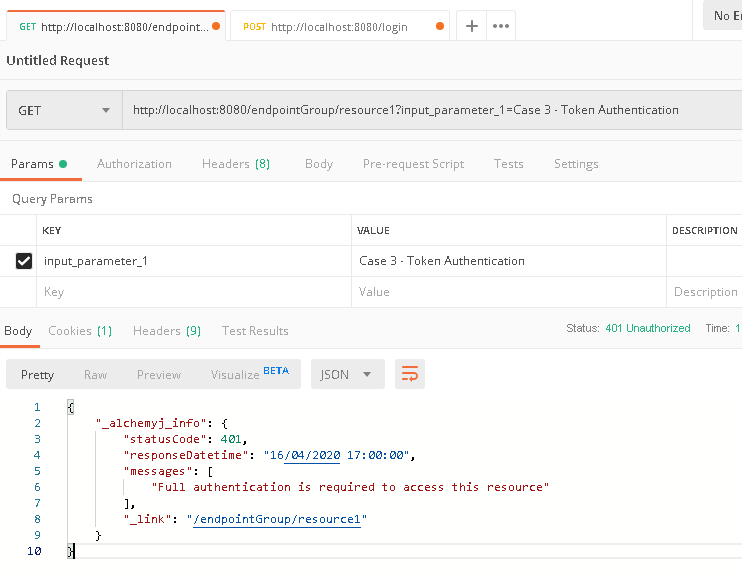 GET http://localhost:8080/endpoint... POST http://localhost:8080/login + ••• No
Untitled Request
GET http://localhost:8080/endpointGroup/resource1?input_parameter_1=Case 3 - Token Authentication
Params Authorization Headers (8) Body Pre-request Script Tests Settings
Query Params
KEY VALUE DESCRIPTION
input_parameter_1 Case 3 - Token Authentication
Key Value Description
Body Cookies (1) Headers (9) Test Results Status: 401 Unauthorized Time: 1
Pretty Raw Preview Visualize BETA JSON
1 {
2 "_alchemyj_info": {
3 "statusCode": 401,
4 "responseDatetime": "16/04/2020 17:00:00",
5 "messages": [
6 "Full authentication is required to access this resource"
7 ],
8 "_link": "/endpointGroup/resource1"
9 }
10 }